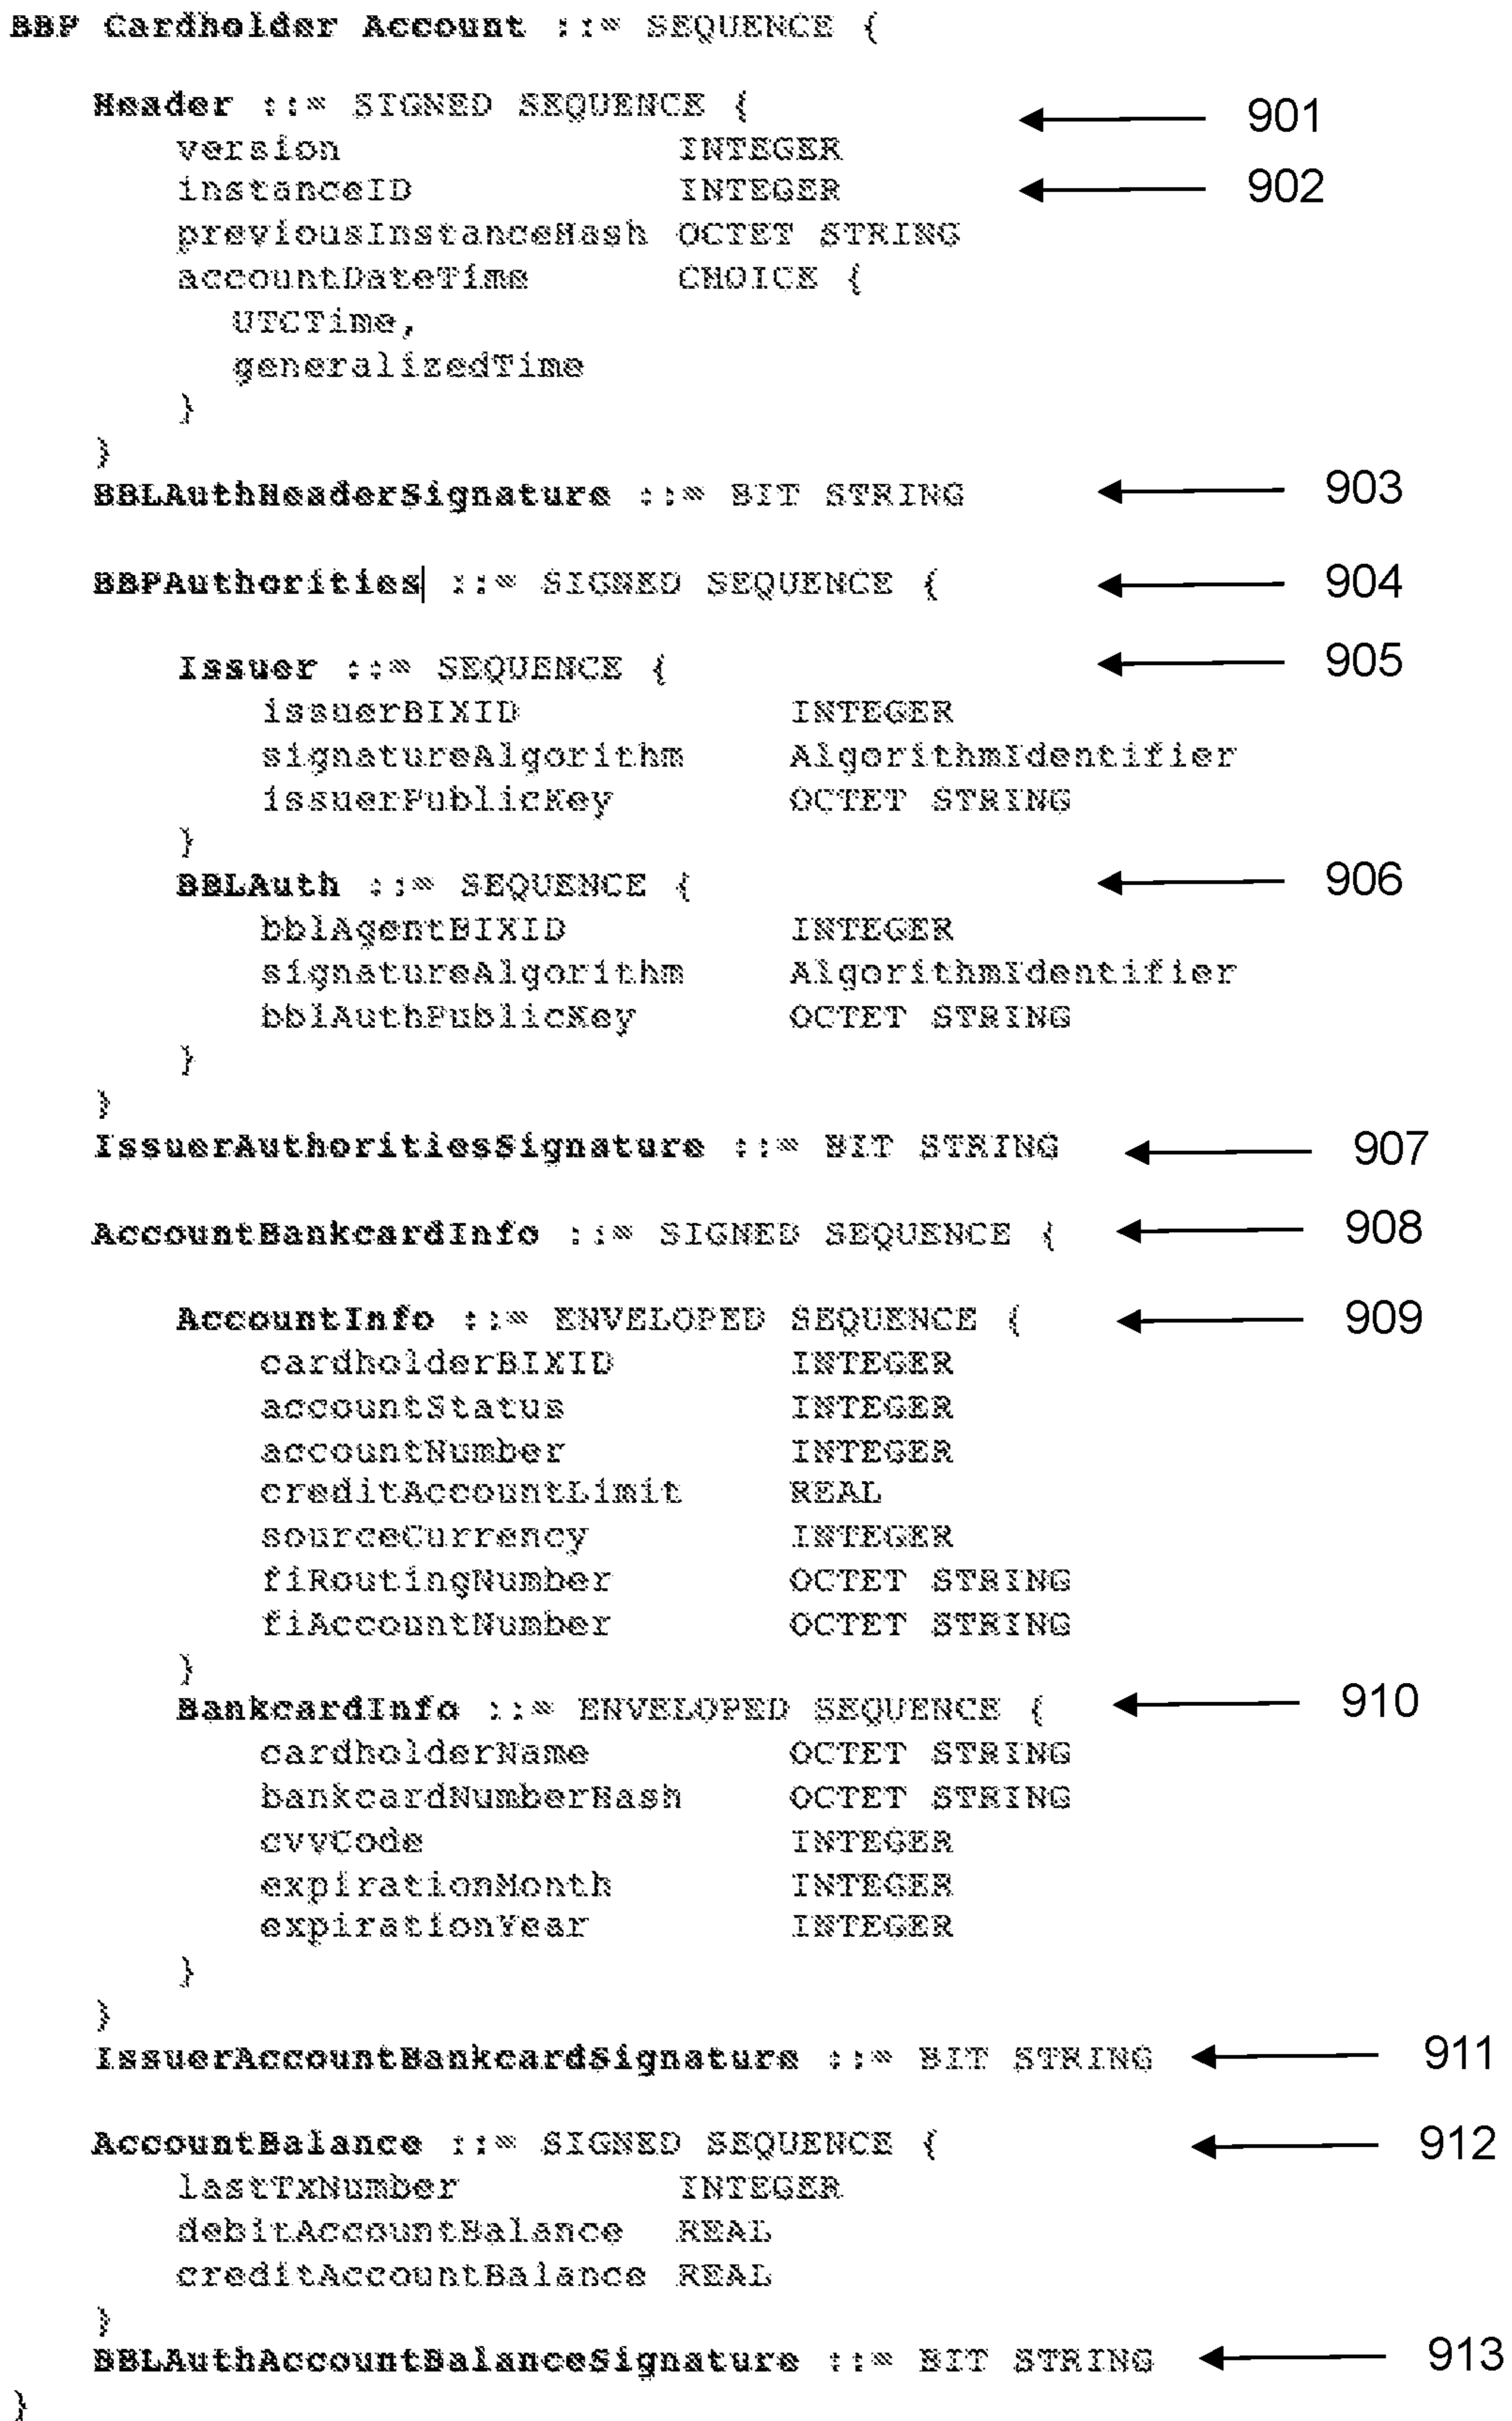 BBP Cardholder Account ::= SEQUENCE {
Header ::= SIGNED SEQUENCE { 901
version INTEGER
instanceID INTEGER 902
previousInstanceHash OCTET STRING
accountDateTime CHOICE {
UTCTime,
generalizedTime
}
}
BBLAuthHeaderSignature ::= BIT STRING 903
BBPAuthorities ::= SIGNED SEQUENCE { 904
Issuer ::= SEQUENCE { 905
issuerBIXID INTEGER
signatureAlgorithm AlgorithmIdentifier
issuerPublicKey OCTET STRING
}
BBLAuth ::= SEQUENCE { 906
bblAgentBIXID INTEGER
signatureAlgorithm AlgorithmIdentifier
bblAuthPublicKey OCTET STRING
}
}
IssuerAuthoritiesSignature ::= BIT STRING 907
AccountBankcardInfo ::= SIGNED SEQUENCE { 908
AccountInfo ::= ENVELOPED SEQUENCE { 909
cardholderBIXID INTEGER
accountStatus INTEGER
accountNumber INTEGER
creditAccountLimit REAL
sourceCurrency INTEGER
fiRoutingNumber OCTET STRING
fiAccountNumber OCTET STRING
}
BankcardInfo ::= ENVELOPED SEQUENCE { 910
cardholderName OCTET STRING
bankcardNumberHash OCTET STRING
cvvCode INTEGER
expirationMonth INTEGER
expirationYear INTEGER
}
}
IssuerAccountBankcardSignature ::= BIT STRING 911
AccountBalance ::= SIGNED SEQUENCE { 912
lastTxNumber INTEGER
debitAccountBalance REAL
creditAccountBalance REAL
}
BBLAuthAccountBalanceSignature ::= BIT STRING 913
}